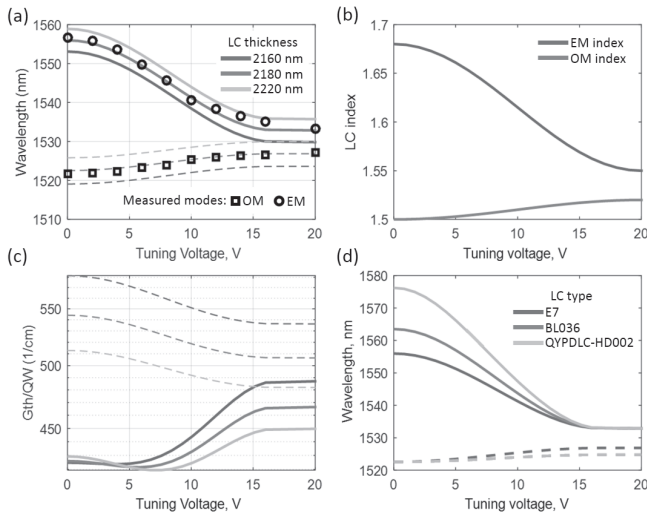 (a)
Wavelength (nm)
1560
1550
1540
1530
1520
1510
LC thickness
2160 nm
2180 nm
2220 nm
Measured modes: OM EM
0 5 10 15 20
Tuning Voltage, V
(b)
LC index
1.7
1.65
1.6
1.55
1.5
EM index
OM index
0 5 10 15 20
Tuning voltage, V
(c)
Gth/QW (1/cm)
550
500
450
0 5 10 15 20
Tuning Voltage, V
(d)
Wavelength, nm
1580
1570
1560
1550
1540
1530
1520
LC type
E7
BL036
QYPDLC-HD002
0 5 10 15 20
Tuning voltage, V